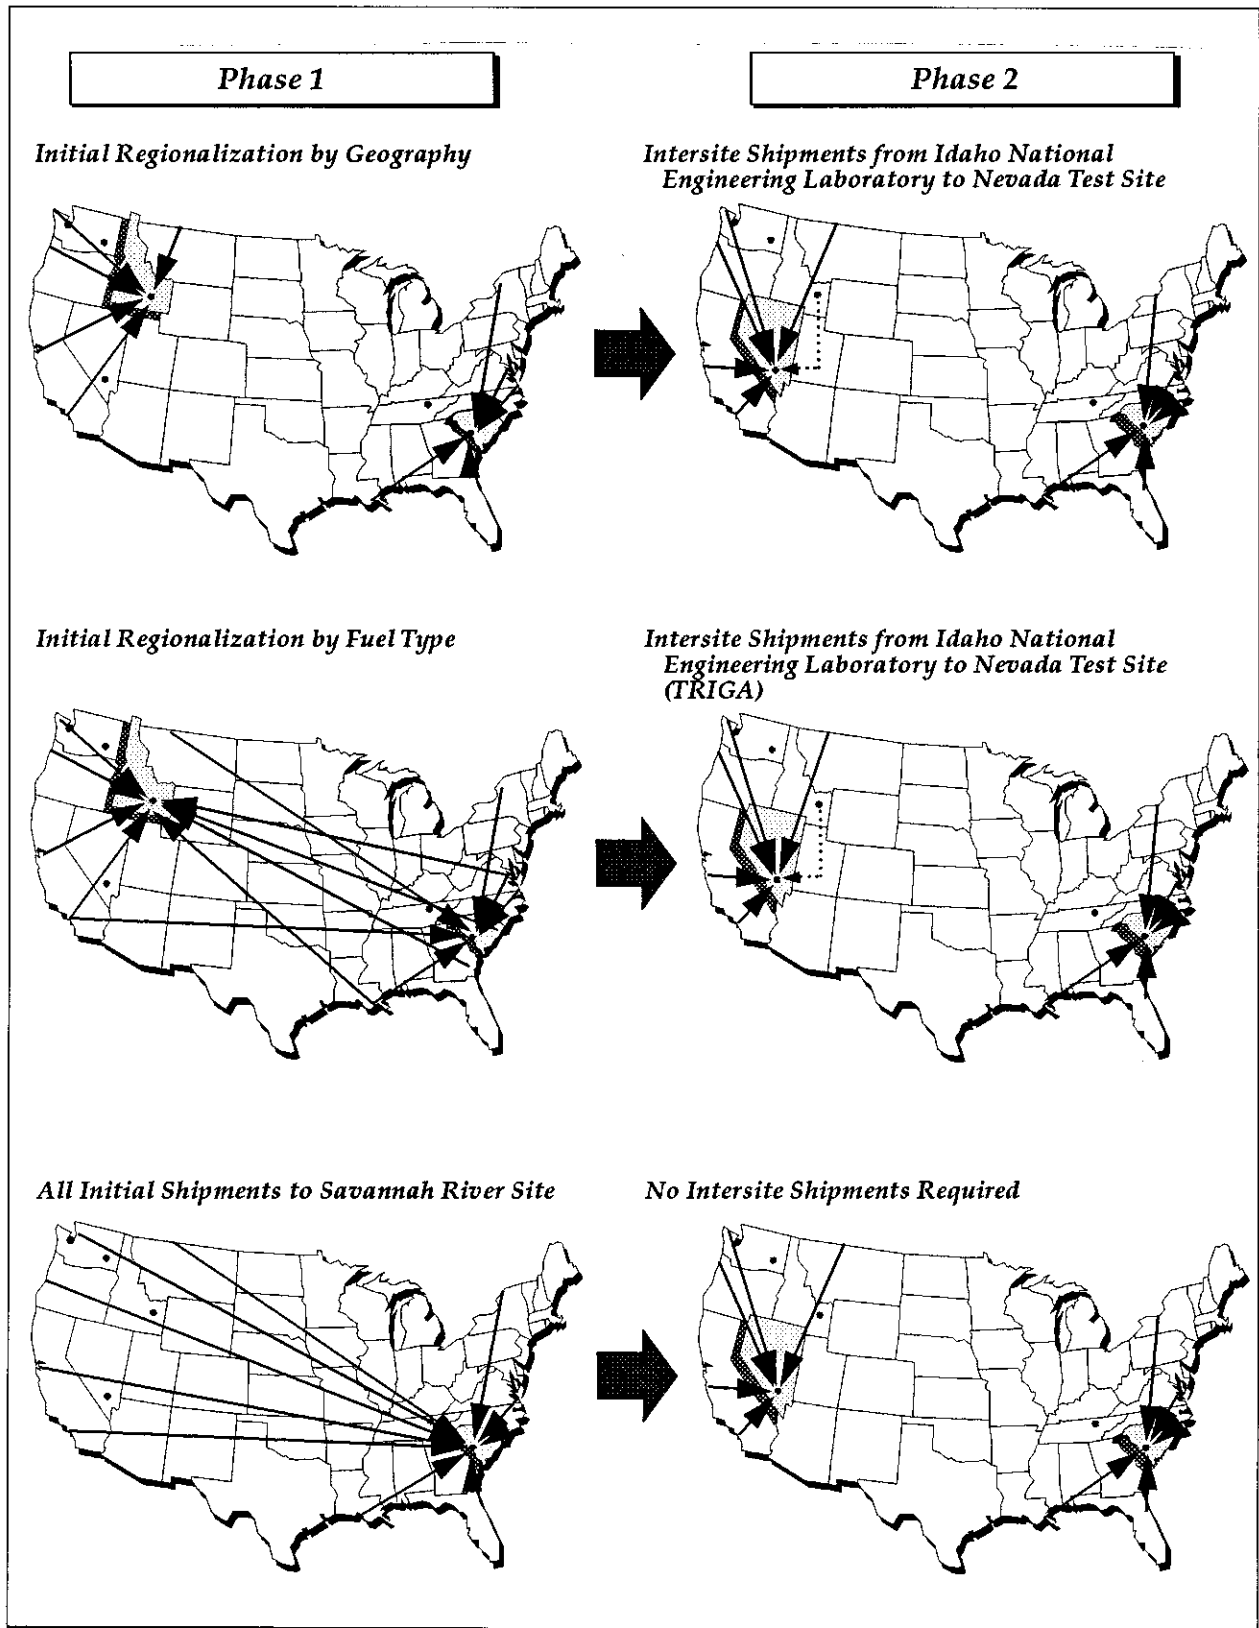 Phase 1
Phase 2
Initial Regionalization by Geography
Intersite Shipments from Idaho National
Engineering Laboratory to Nevada Test Site
Initial Regionalization by Fuel Type
Intersite Shipments from Idaho National
Engineering Laboratory to Nevada Test Site
(TRIGA)
All Initial Shipments to Savannah River Site
No Intersite Shipments Required